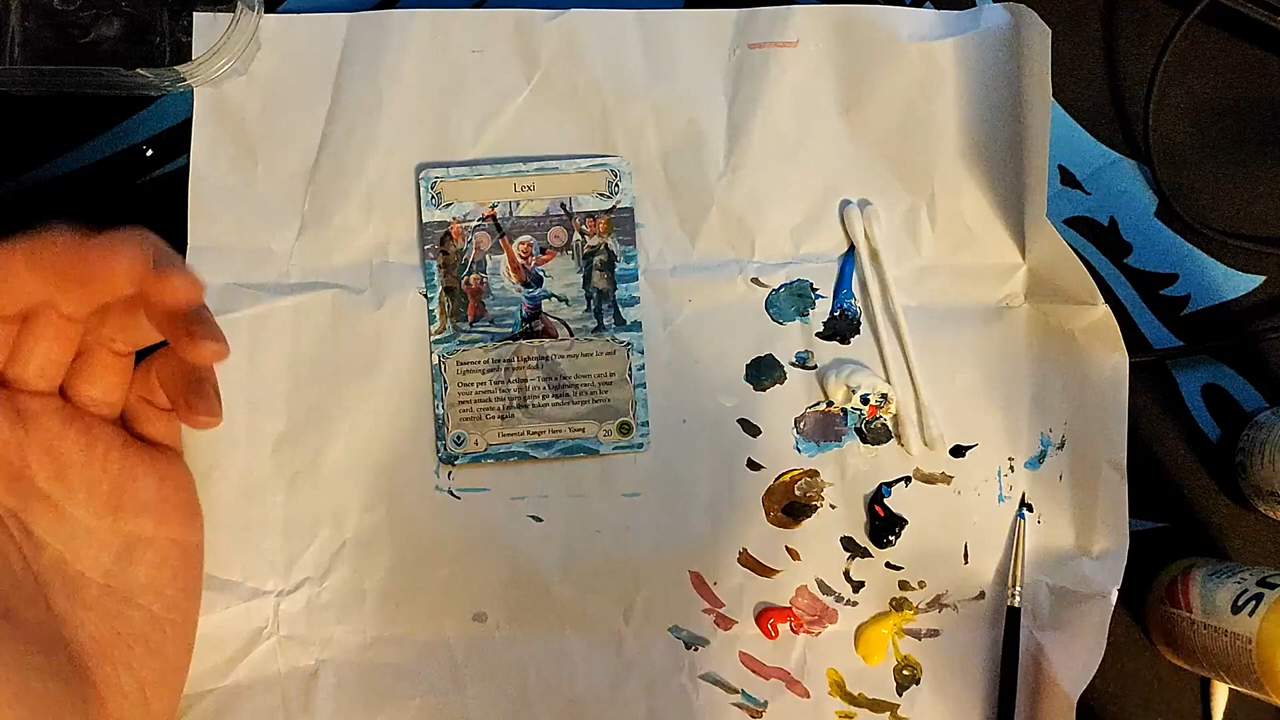 Lexi
Essence of Ice and Lightning (You may have Ice and
Lightning cards in your deck.)
Once per Turn Action – Turn a face down card in
your arsenal face up. If it's a Lightning card, your
next attack this turn gains go again. If it's an Ice
card, create a Frostbite token under target hero's
control. Go again
4
Elemental Ranger Hero - Young
20
US